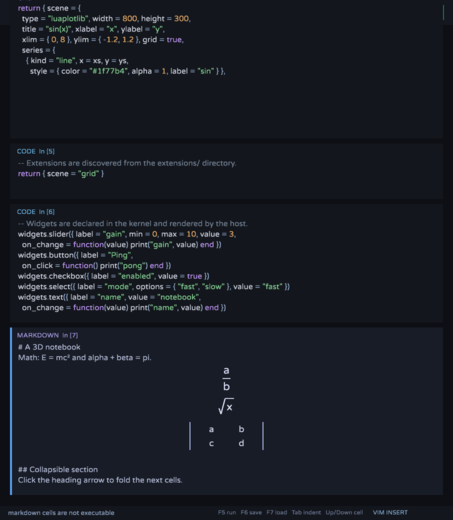 return { scene = {
type = "luaplotlib", width = 800, height = 300,
title = "sin(x)", xlabel = "x", ylabel = "y",
xlim = { 0, 8 }, ylim = { -1.2, 1.2 }, grid = true,
series = {
{ kind = "line", x = xs, y = ys,
style = { color = "#1f77b4", alpha = 1, label = "sin" } },
CODE In [5]
-- Extensions are discovered from the extensions/ directory.
return { scene = "grid" }
CODE In [6]
-- Widgets are declared in the kernel and rendered by the host.
widgets.slider({ label = "gain", min = 0, max = 10, value = 3,
on_change = function(value) print("gain", value) end })
widgets.button({ label = "Ping",
on_click = function() print("pong") end })
widgets.checkbox({ label = "enabled", value = true })
widgets.select({ label = "mode", options = { "fast", "slow" }, value = "fast" })
widgets.text({ label = "name", value = "notebook",
on_change = function(value) print("name", value) end })
MARKDOWN In [7]
# A 3D notebook
Math: E = mc² and alpha + beta = pi.
a
b
√x
a b
c d
## Collapsible section
Click the heading arrow to fold the next cells.
markdown cells are not executable F5 run F6 save F7 load Tab indent Up/Down cell VIM INSERT